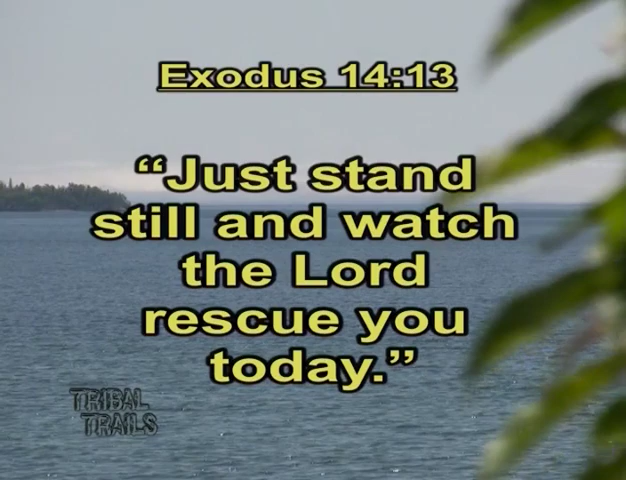 Exodus 14:13
“Just stand
still and watch
the Lord
rescue you
today.”
TRIBAL
TRAILS